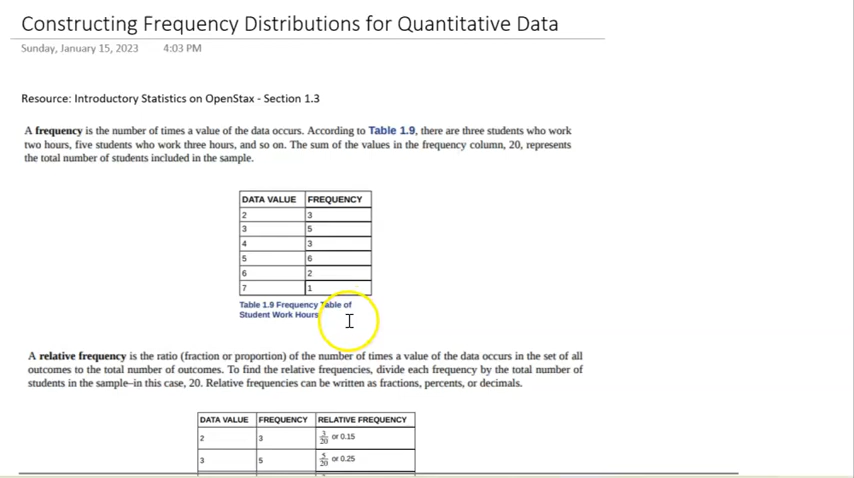 Constructing Frequency Distributions for Quantitative Data
Sunday, January 15, 2023 4:03 PM
Resource: Introductory Statistics on OpenStax - Section 1.3
A frequency is the number of times a value of the data occurs. According to Table 1.9, there are three students who work
two hours, five students who work three hours, and so on. The sum of the values in the frequency column, 20, represents
the total number of students included in the sample.
DATA VALUE FREQUENCY
2 3
3 5
4 3
5 6
6 2
7 1
Table 1.9 Frequency Table of
Student Work Hours
A relative frequency is the ratio (fraction or proportion) of the number of times a value of the data occurs in the set of all
outcomes to the total number of outcomes. To find the relative frequencies, divide each frequency by the total number of
students in the sample–in this case, 20. Relative frequencies can be written as fractions, percents, or decimals.
DATA VALUE FREQUENCY RELATIVE FREQUENCY
2 3 3/20 or 0.15
3 5 5/20 or 0.25